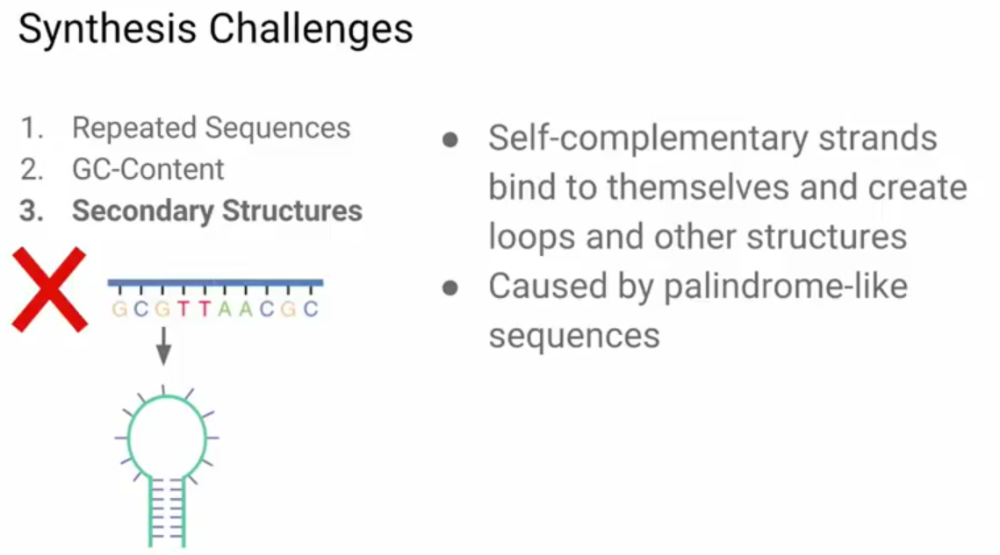 Synthesis Challenges
1. Repeated Sequences
2. GC-Content
3. Secondary Structures
GCGTTAACGC
● Self-complementary strands
bind to themselves and create
loops and other structures
● Caused by palindrome-like
sequences